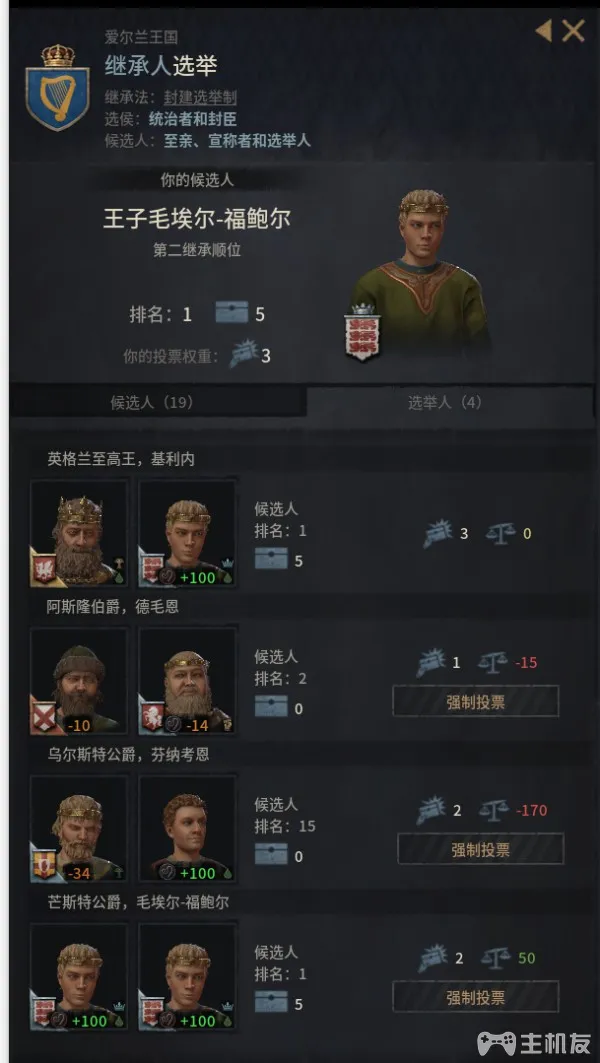 爱尔兰王国
继承人选举
继承法：封建选举制
选侯：统治者和封臣
候选人：至亲、宣称者和选举人
你的候选人
王子毛埃尔-福鲍尔
第二继承顺位
排名：1 5
你的投票权重： 3
候选人（19） 选举人（4）
英格兰至高王，基利内
候选人
排名：1
3 0
5
+100
阿斯隆伯爵，德毛恩
候选人
排名：2
1 -15
0
强制投票
-10 -14
乌尔斯特公爵，芬纳考恩
候选人
排名：15
2 -170
0
强制投票
-34 +100
芒斯特公爵，毛埃尔-福鲍尔
候选人
排名：1
2 50
5
强制投票
+100 +100
主机友